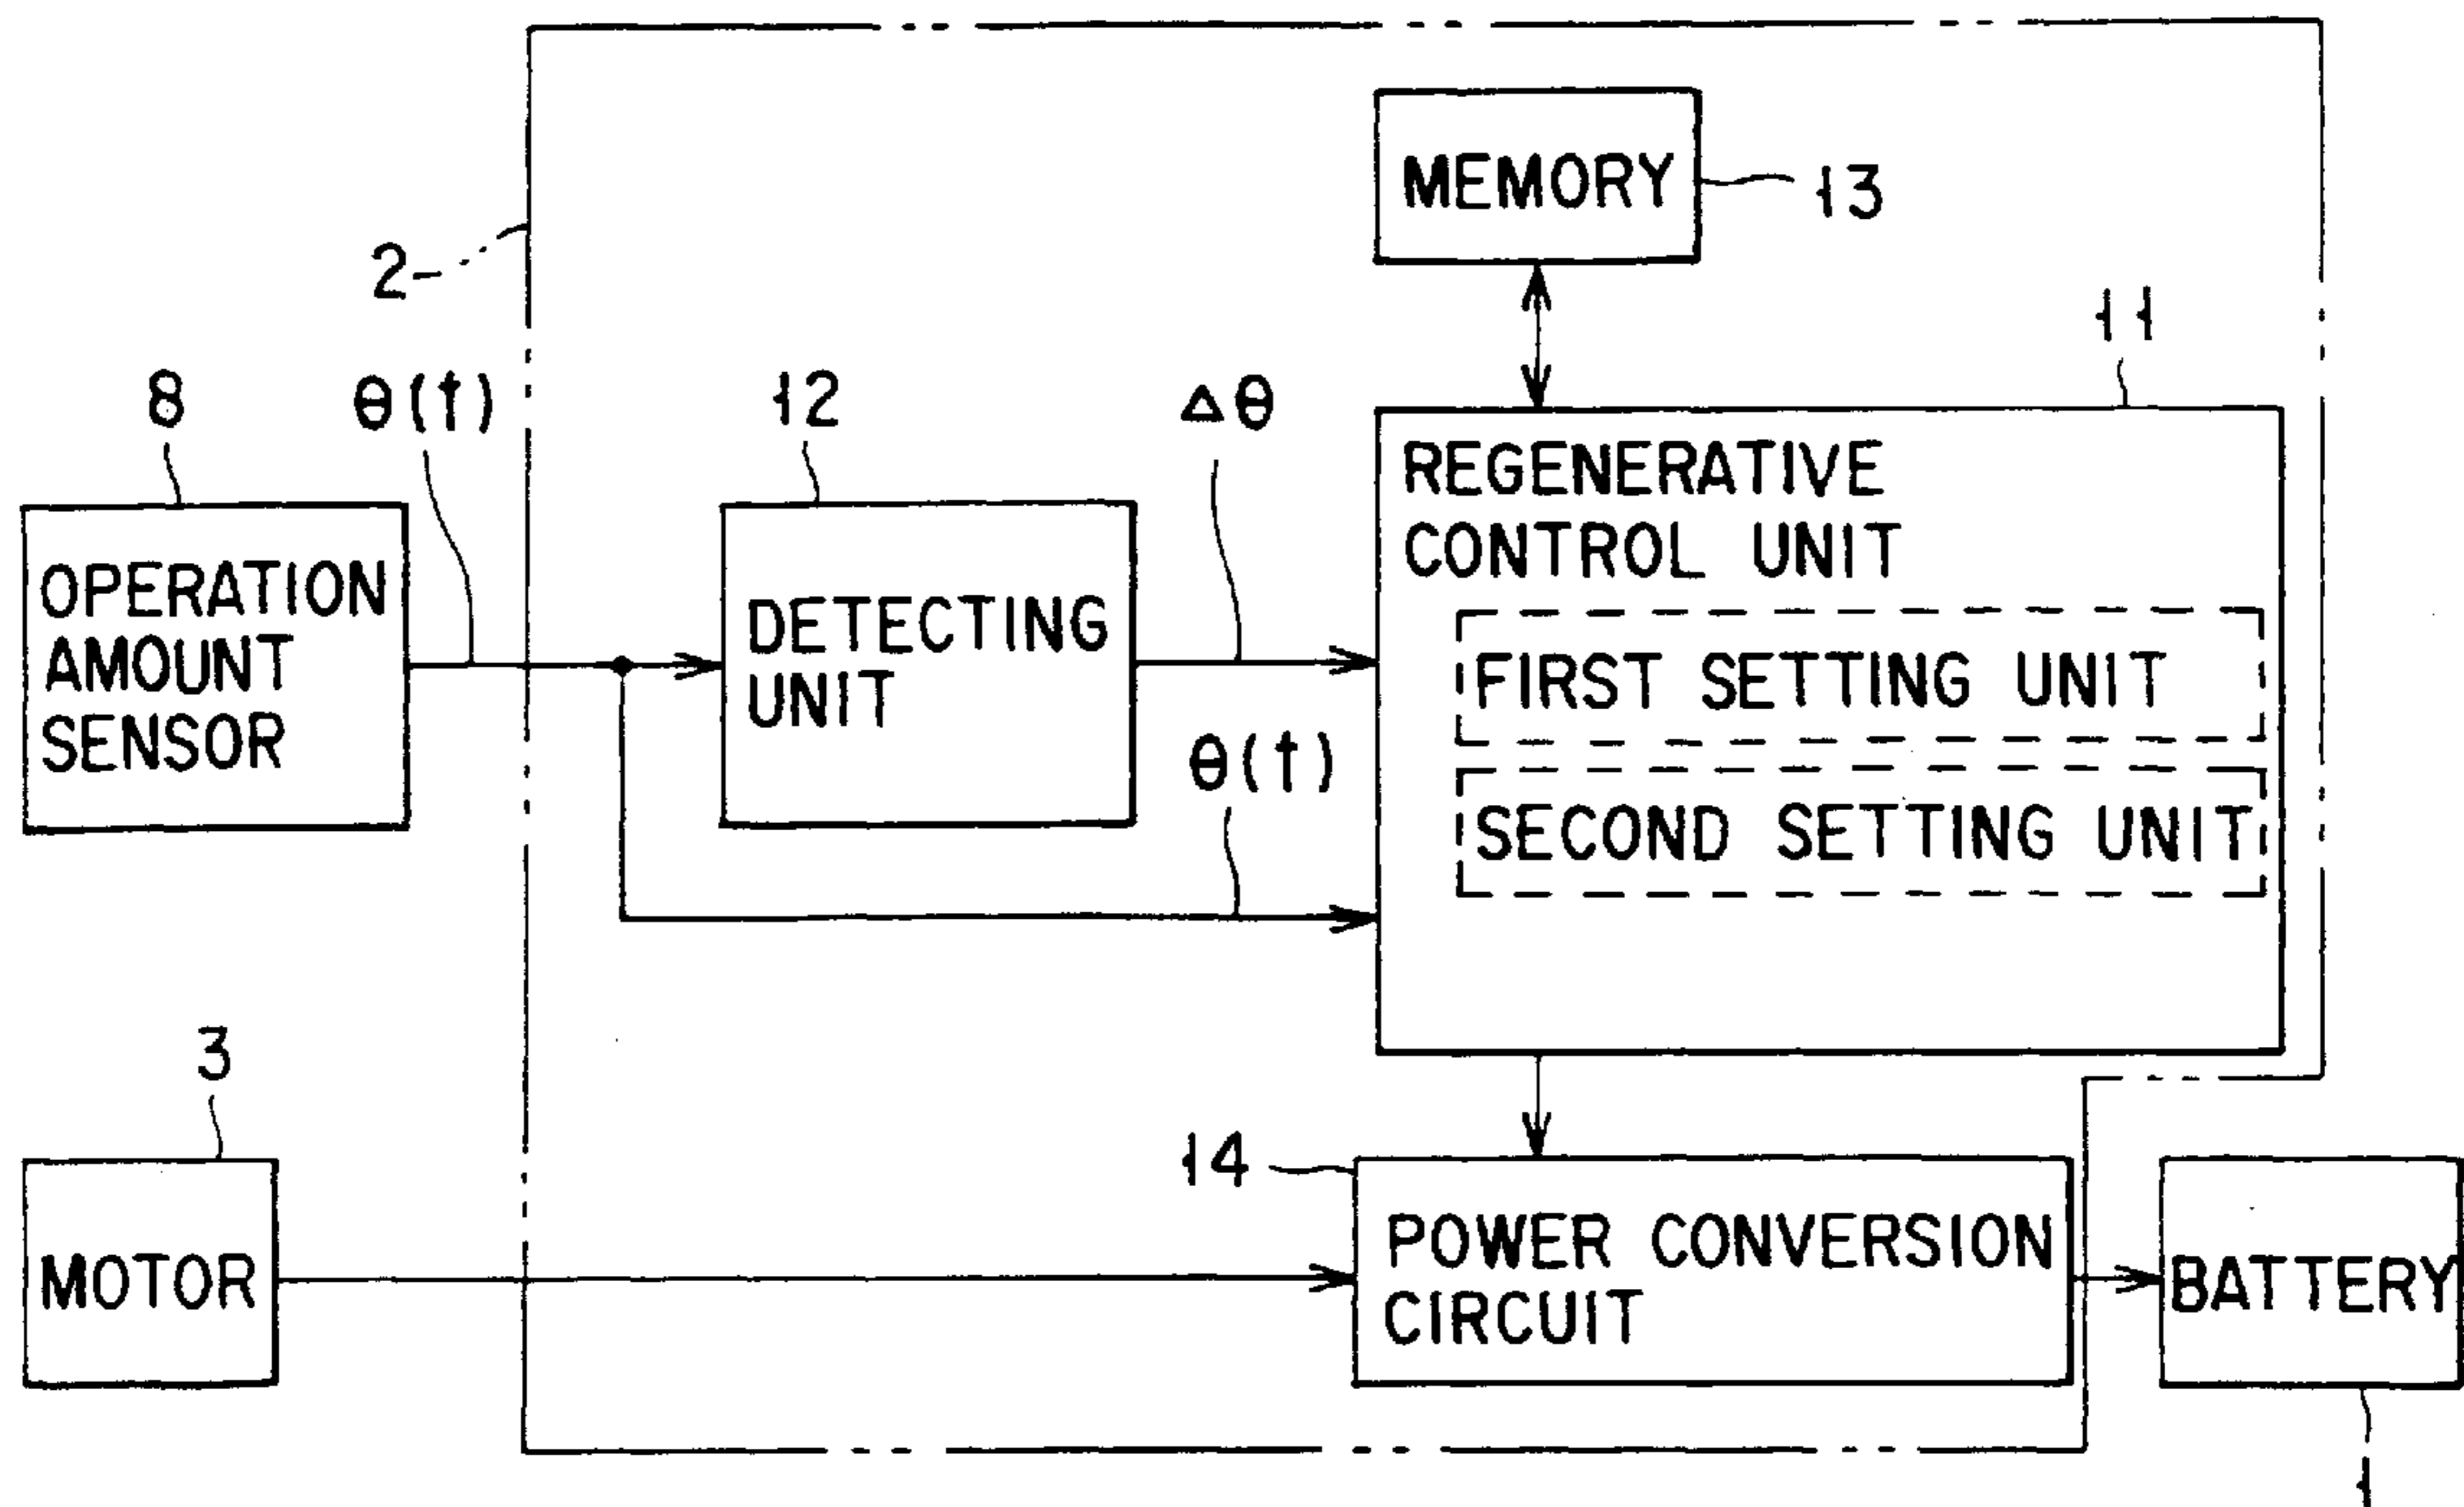 MEMORY
13
2
11
8
θ(t)
12
Δθ
REGENERATIVE
CONTROL UNIT
OPERATION
AMOUNT
SENSOR
DETECTING
UNIT
FIRST SETTING UNIT
θ(t)
SECOND SETTING UNIT
3
14
MOTOR
POWER CONVERSION
CIRCUIT
BATTERY
1